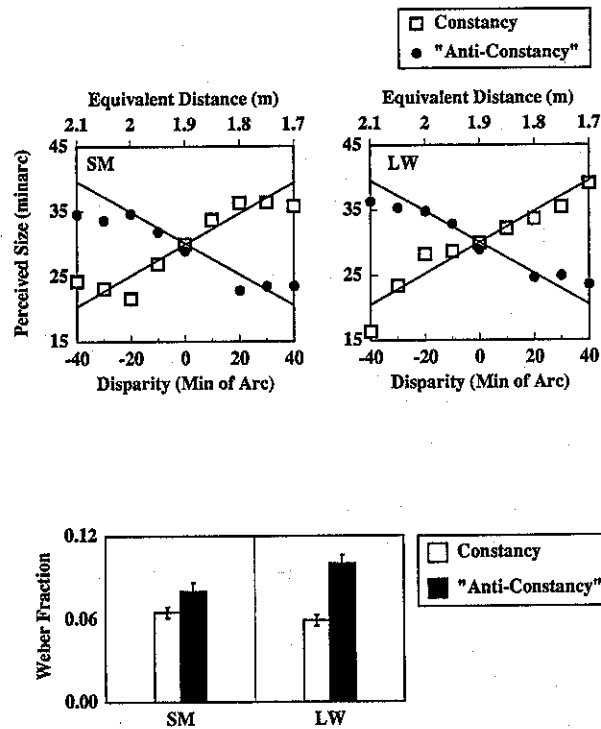 Constancy
"Anti-Constancy"
Equivalent Distance (m)
2.1 2 1.9 1.8 1.7
45
SM
35
25
15
Perceived Size (minarc)
-40 -20 0 20 40
Disparity (Min of Arc)
Equivalent Distance (m)
2.1 2 1.9 1.8 1.7
45
LW
35
25
15
-40 -20 0 20 40
Disparity (Min of Arc)
0.12
0.06
0.00
Weber Fraction
SM LW
Constancy
"Anti-Constancy"